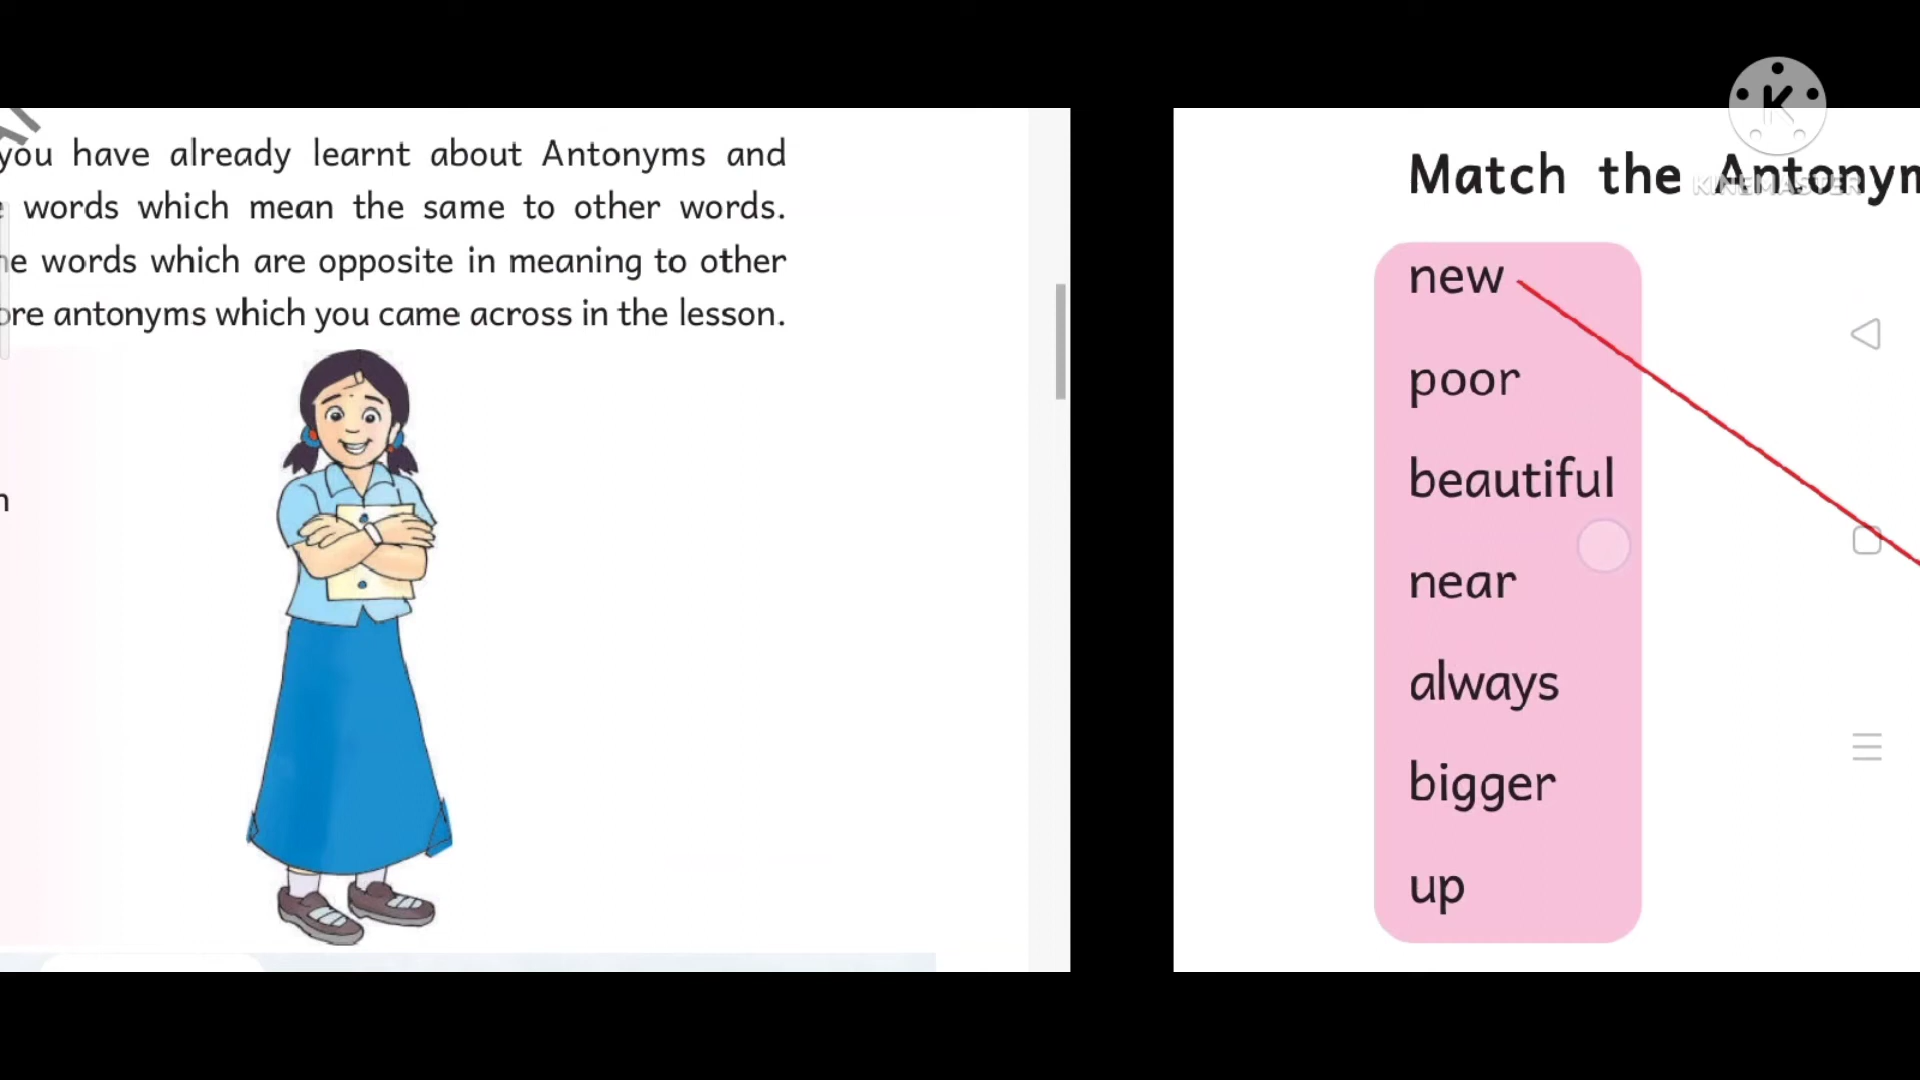 you have already learnt about Antonyms and
words which mean the same to other words.
words which are opposite in meaning to other
antonyms which you came across in the lesson.
Match the
KINEMASTER
new
poor
beautiful
near
always
bigger
up